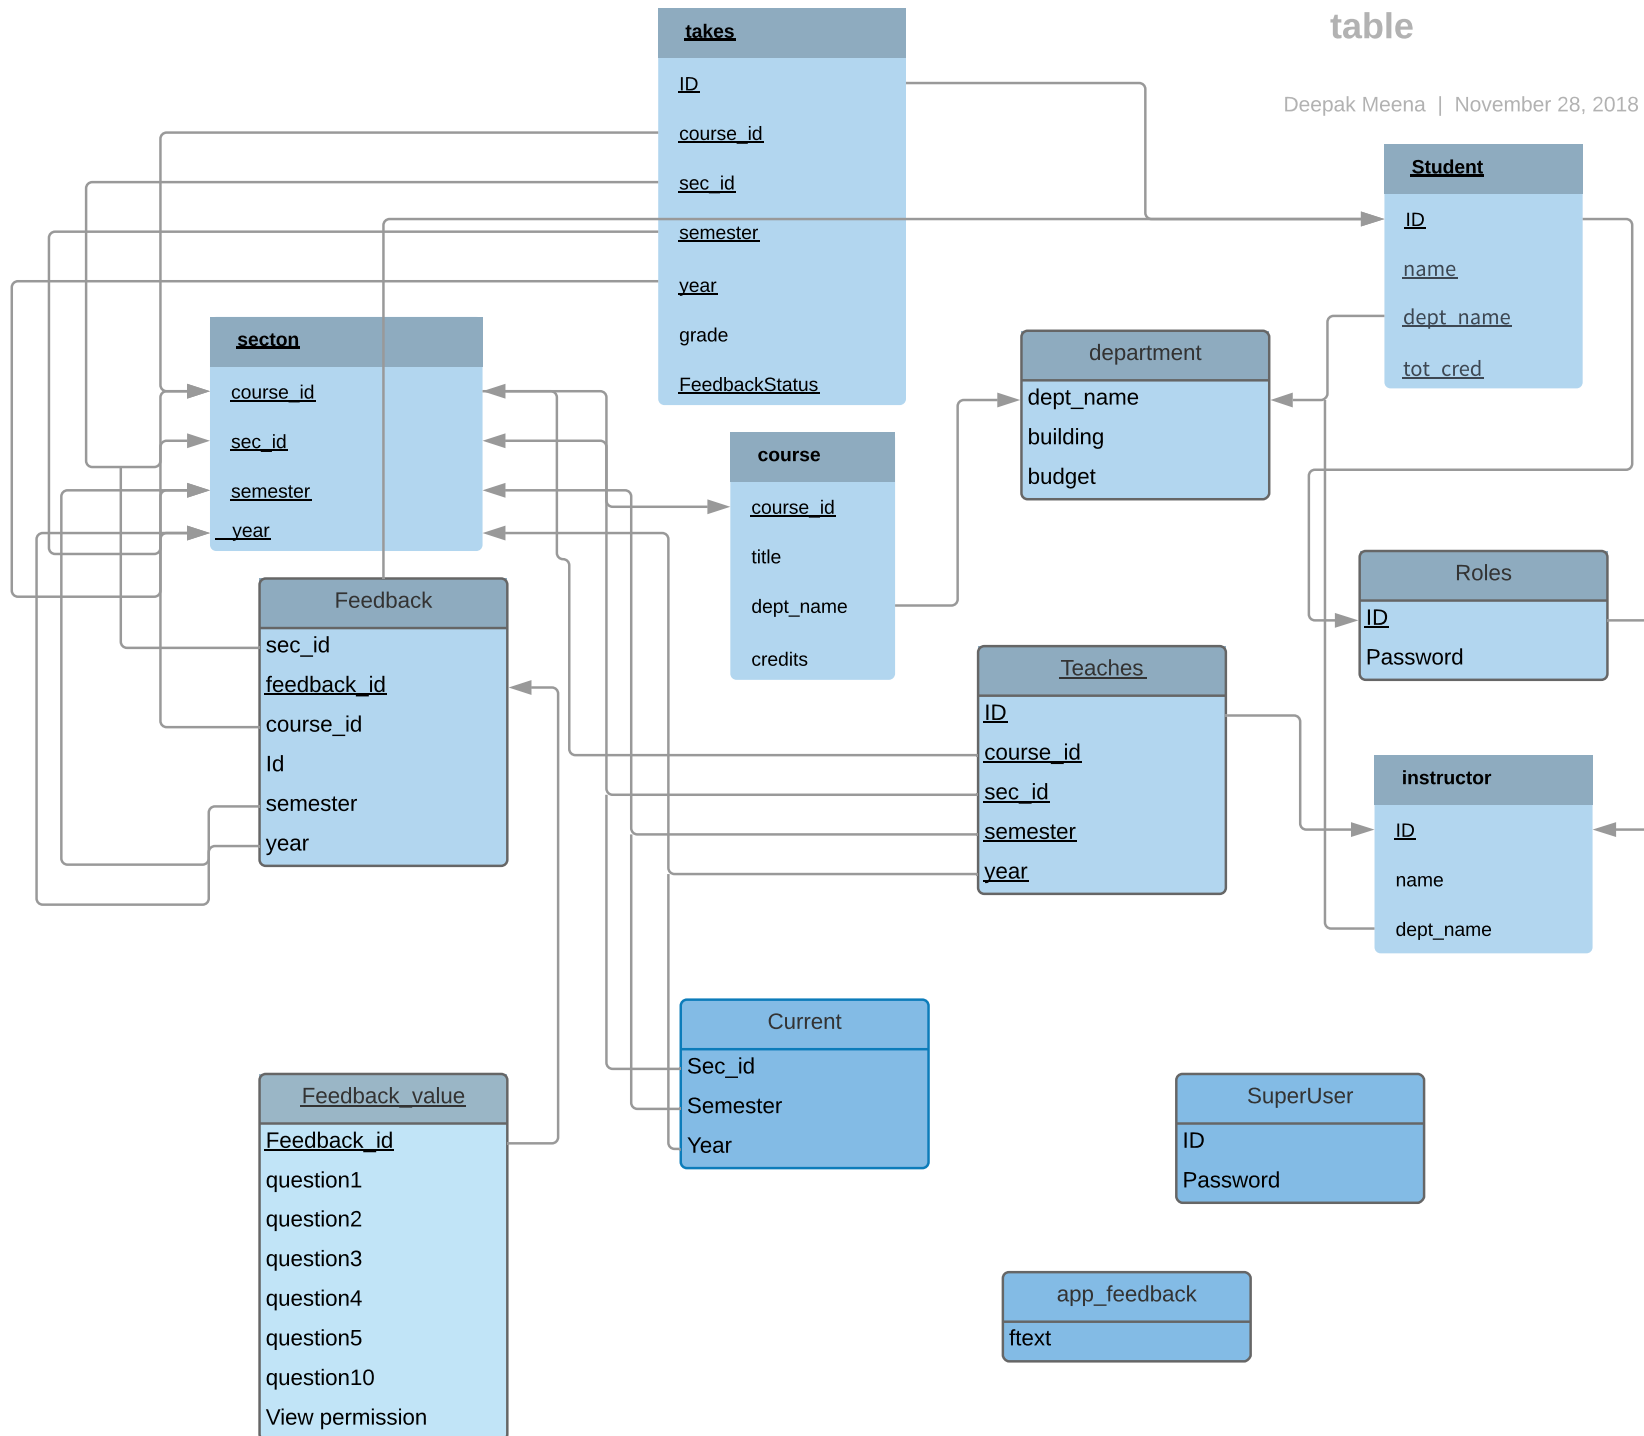 table
Deepak Meena | November 28, 2018
takes
ID
course_id
sec_id
semester
year
grade
FeedbackStatus
Student
ID
name
dept_name
tot_cred
secton
course_id
sec_id
semester
year
department
dept_name
building
budget
course
course_id
title
dept_name
credits
Roles
ID
Password
Feedback
sec_id
feedback_id
course_id
Id
semester
year
Teaches
ID
course_id
sec_id
semester
year
instructor
ID
name
dept_name
Current
Sec_id
Semester
Year
Feedback_value
Feedback_id
question1
question2
question3
question4
question5
question10
View permission
SuperUser
ID
Password
app_feedback
ftext